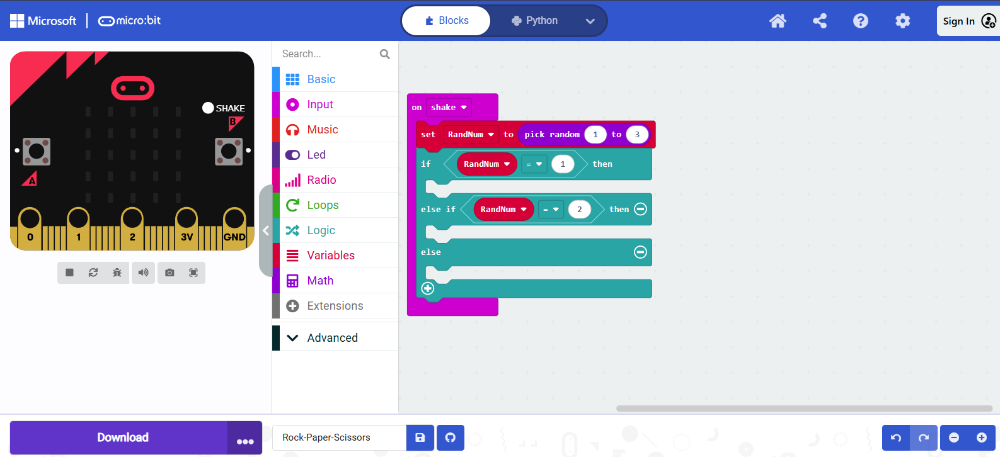 Microsoft micro:bit Blocks Python Sign In
SHAKE
B
A
0 1 2 3V GND
Search...
Basic
Input
Music
Led
Radio
Loops
Logic
Variables
Math
Extensions
Advanced
on shake
set RandNum to pick random 1 to 3
if RandNum = 1 then
else if RandNum = 2 then
else
Download
Rock-Paper-Scissors